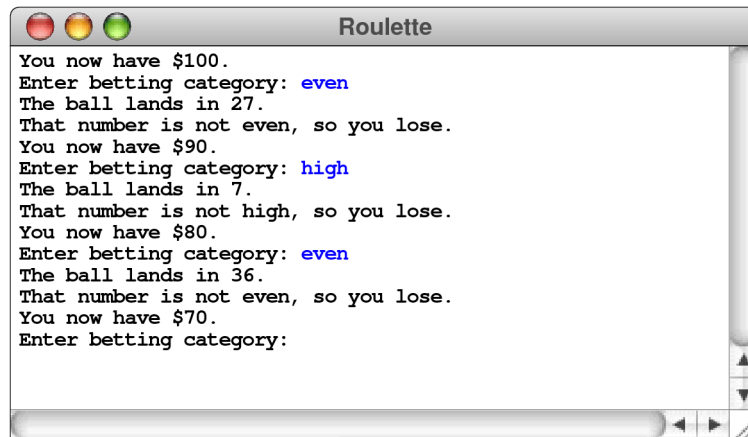 Roulette
You now have $100.
Enter betting category: even
The ball lands in 27.
That number is not even, so you lose.
You now have $90.
Enter betting category: high
The ball lands in 7.
That number is not high, so you lose.
You now have $80.
Enter betting category: even
The ball lands in 36.
That number is not even, so you lose.
You now have $70.
Enter betting category: